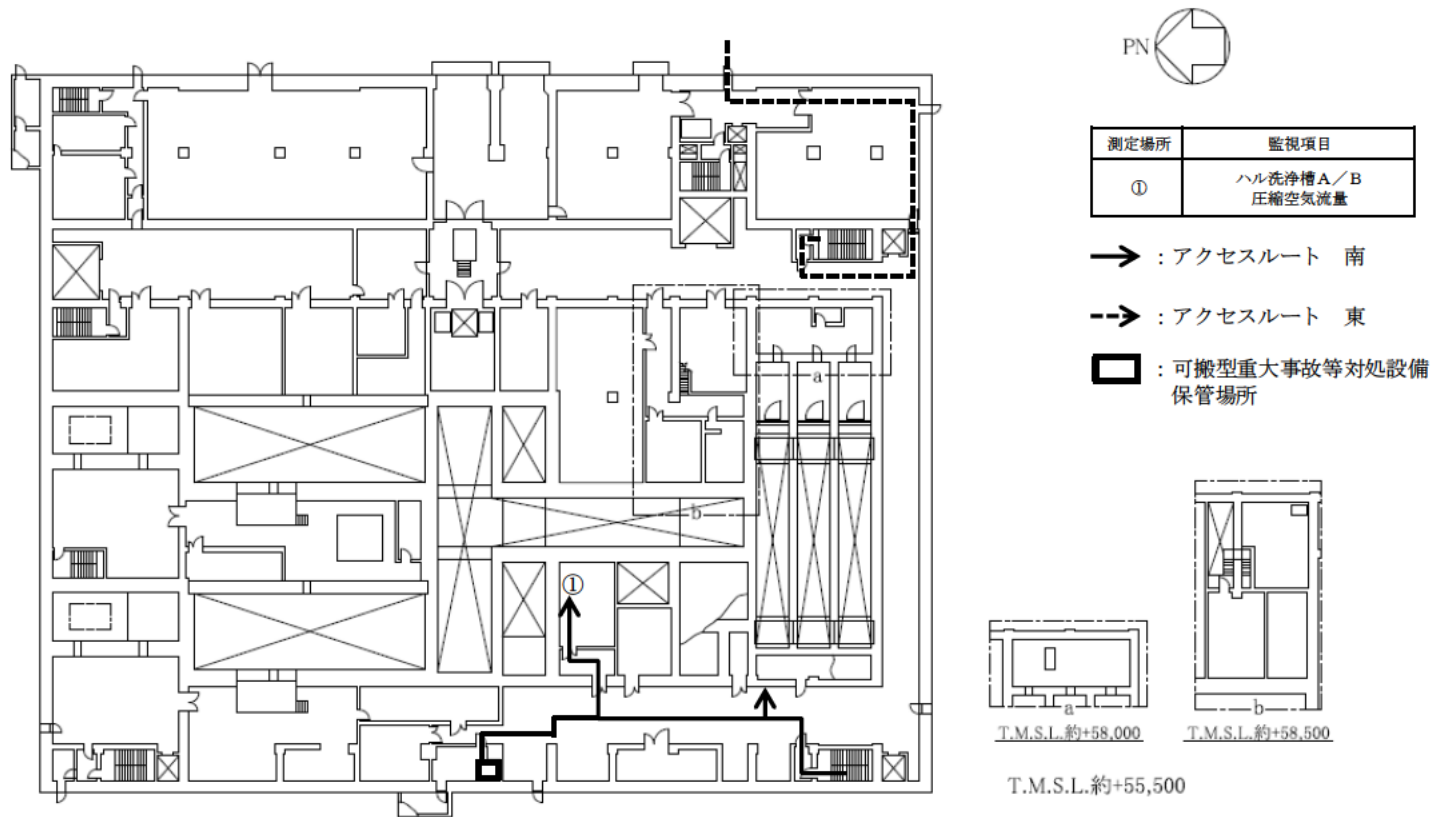 PN
測定場所 監視項目
① ハル洗浄槽A/B
圧縮空気流量
：アクセスルート 南
：アクセスルート 東
：可搬型重大事故等対処設備
保管場所
a
b
①
a
T.M.S.L.約+58,000
b
T.M.S.L.約+58,500
T.M.S.L.約+55,500